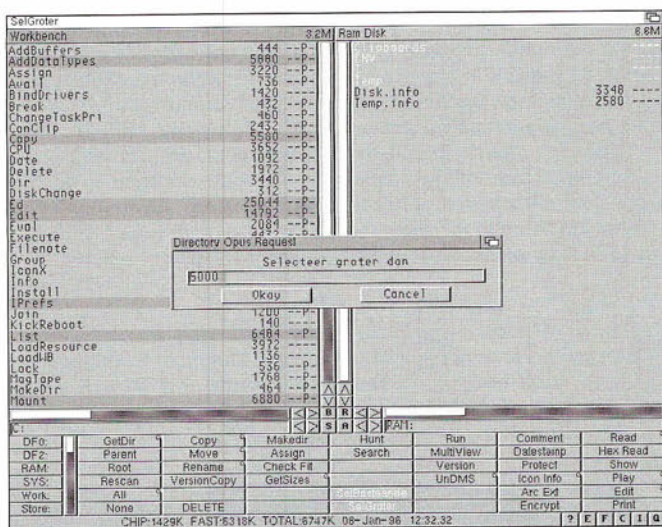 SelGroter
Workbench 3.2M Ram Disk 6.6M
AddBuffers 444 --P-
AddDataTypes 5880 --P-
Assign 3220 --P-
Avail 736 --P-
BindDrivers 1420 ----
Break 432 --P-
ChangeTaskPri 460 --P-
ConClip 2432 --P-
Copy 5580 --P-
CPU 3652 --P-
Date 1092 --P-
Delete 1972 --P-
Dir 3440 --P-
DiskChange 312 --P-
Ed 25044 --P-
Edit 14792 --P-
Eval 2084 --P-
Execute 4432 --P-
Filenote
Group
IconX
Info
Install
IPrefs
Join 1200 --P-
KickReboot 140 ----
List 6484 --P-
LoadResource 3972 ----
LoadWB 1136 ----
Lock 536 --P-
MagTape 1768 --P-
MakeDir 464 --P-
Mount 6880 --P-
Clipboards
ENV
T
Temp
Disk.info 3348 ----
Temp.info 2580 ----
Directory Opus Request
Selecteer groter dan
5000
Okay Cancel
C: < > B R < >
< > S A < > RAM:
DF0: GetDir Copy Makedir Hunt Run Comment Read
DF2: Parent Move Assign Search MultiView Datestamp Hex Read
RAM: Root Rename Check Fit Version Protect Show
SYS: Rescan VersionCopy GetSizes UnDMS Icon Info Play
Work: All Arc Ext Edit
Store: None DELETE SelGroter Encrypt Print
CHIP:1429K FAST:5318K TOTAL:6747K 08-Jan-96 12:32:32 ? E F C I Q